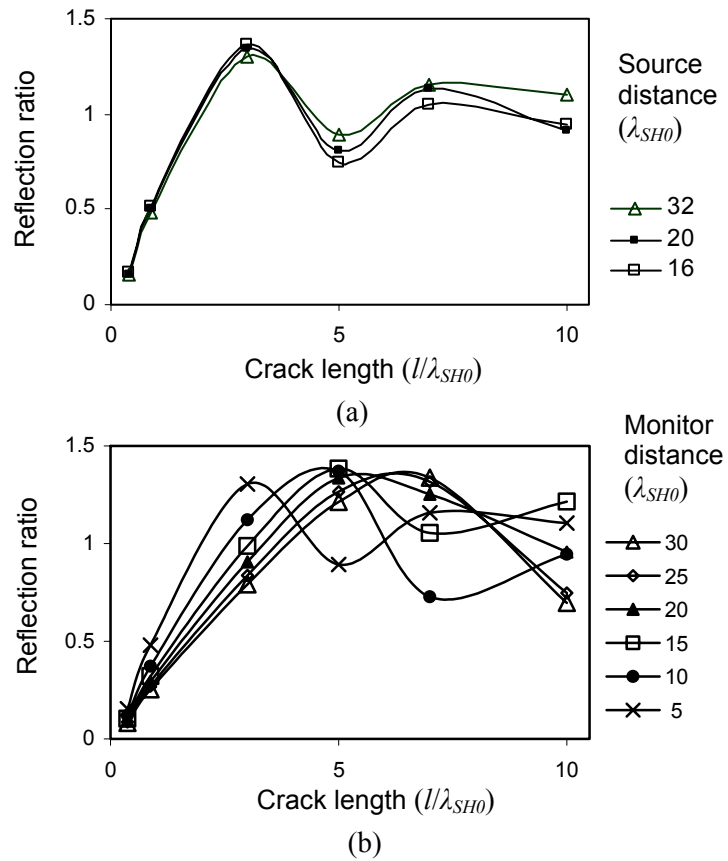 1.5
1
0.5
0
0
5
10
Reflection ratio
Crack length (l/λSH0)
Source
distance
(λSH0)
32
20
16
(a)
1.5
1
0.5
0
0
5
10
Reflection ratio
Crack length (l/λSH0)
Monitor
distance
(λSH0)
30
25
20
15
10
5
(b)